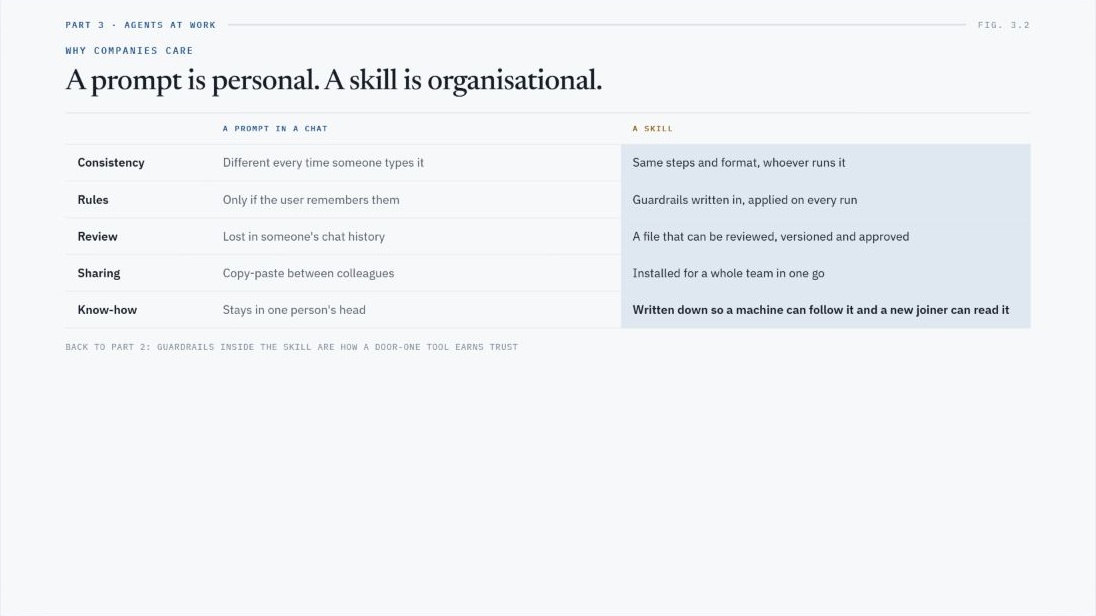 PART 3 · AGENTS AT WORK FIG. 3.2
WHY COMPANIES CARE
A prompt is personal. A skill is organisational.
A PROMPT IN A CHAT A SKILL
Consistency Different every time someone types it Same steps and format, whoever runs it
Rules Only if the user remembers them Guardrails written in, applied on every run
Review Lost in someone's chat history A file that can be reviewed, versioned and approved
Sharing Copy-paste between colleagues Installed for a whole team in one go
Know-how Stays in one person's head Written down so a machine can follow it and a new joiner can read it
BACK TO PART 2: GUARDRAILS INSIDE THE SKILL ARE HOW A DOOR-ONE TOOL EARNS TRUST